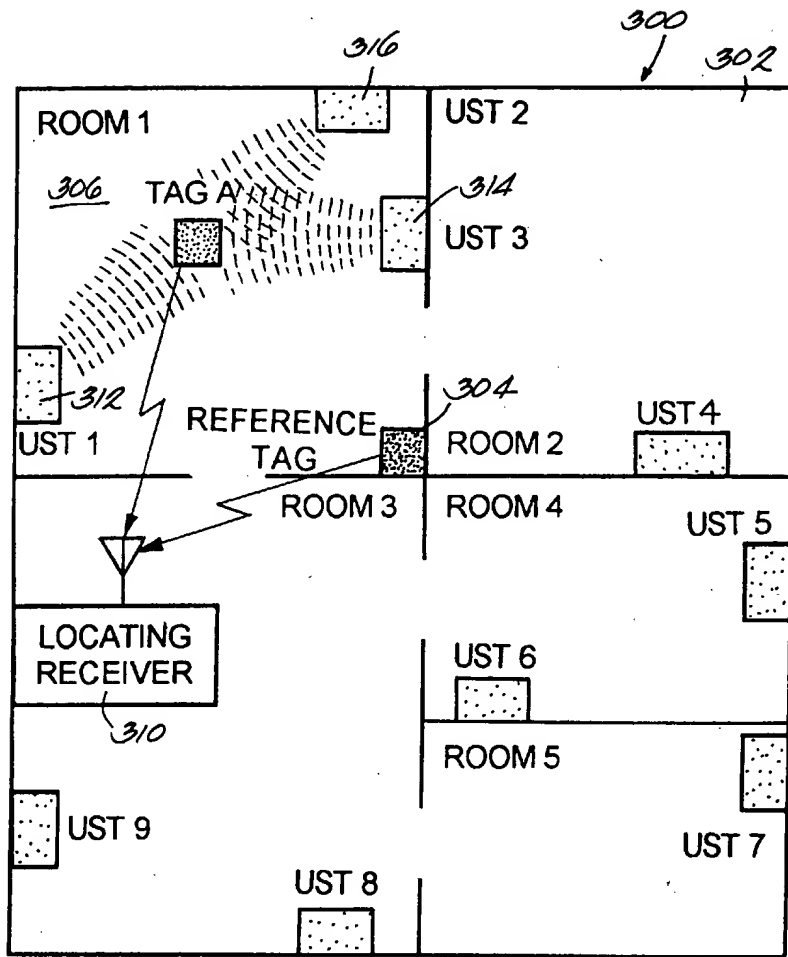 316
300
302
ROOM 1
UST 2
306
TAG A
314
UST 3
312
304
UST 1
REFERENCE
TAG
ROOM 2
UST 4
ROOM 3
ROOM 4
UST 5
LOCATING
RECEIVER
310
UST 6
ROOM 5
UST 9
UST 7
UST 8